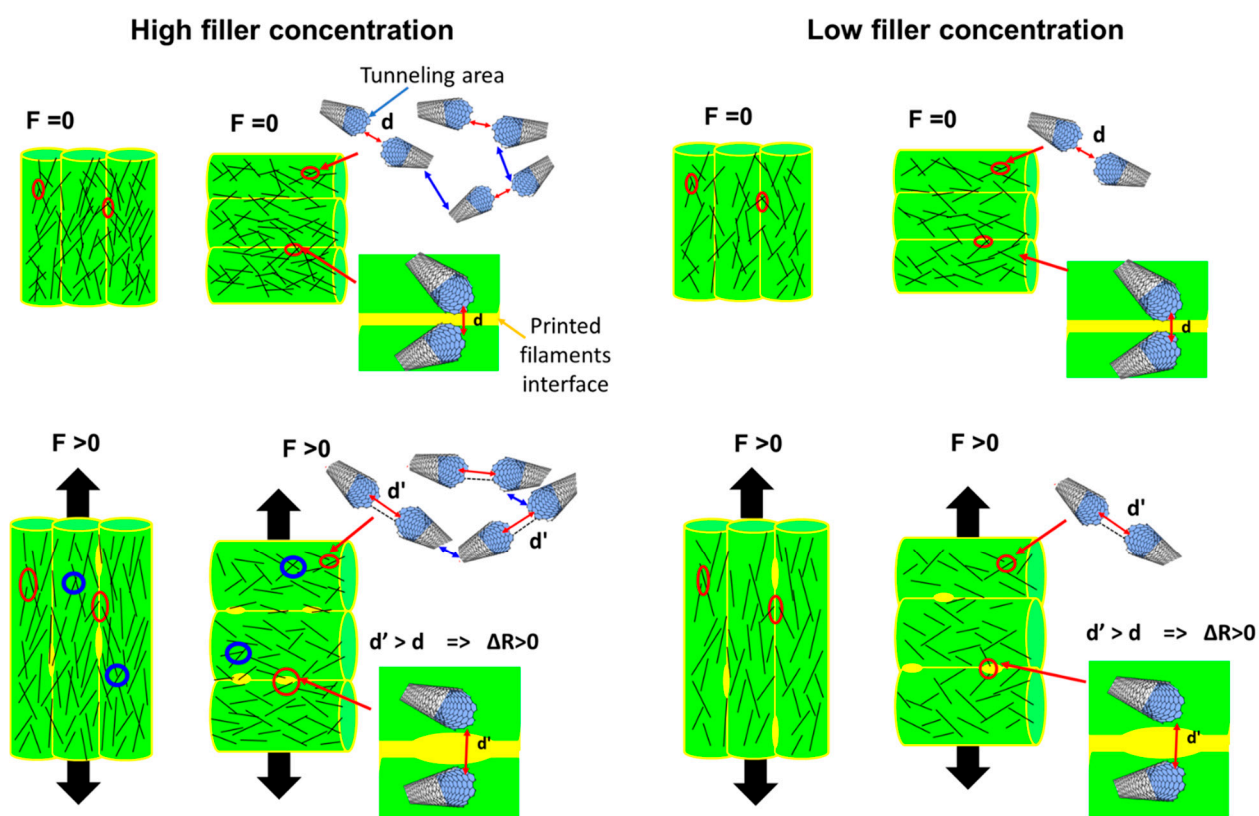 High filler concentration
Low filler concentration
Tunneling area
F =0
F =0
d
F =0
F =0
d
d
Printed
filaments
interface
d
F >0
F >0
d'
d'
F >0
F >0
d'
d’ > d => ΔR>0
d'
d’ > d => ΔR>0
d'